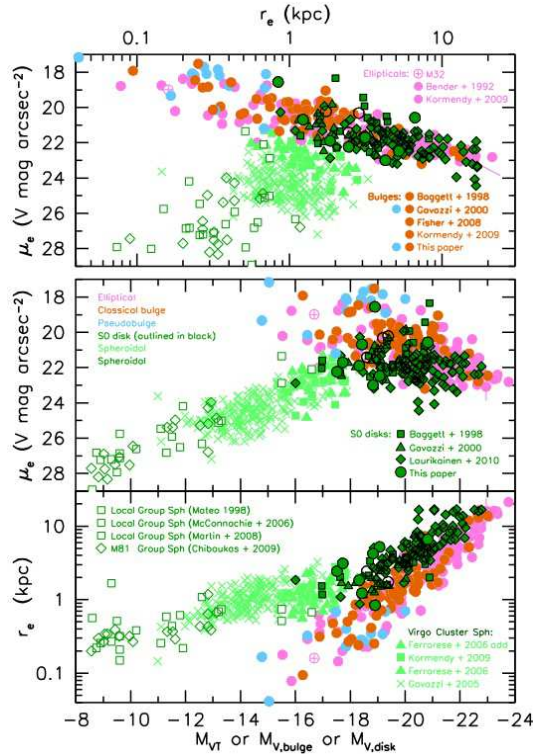 r_e (kpc)
0.1 1 10
Ellipticals: M32
Bender + 1992
Kormendy + 2009
μ_e (V mag arcsec⁻²)
18
20
22
24
26
28
Bulges: Baggett + 1998
Gavazzi + 2000
Fisher + 2008
Kormendy + 2009
This paper
μ_e (V mag arcsec⁻²)
18
20
22
24
26
28
Elliptical
Classical bulge
Pseudobulge
S0 disk (outlined in black)
Spheroidal
Spheroidal
S0 disks: Baggett + 1998
Gavazzi + 2000
Laurikainen + 2010
This paper
r_e (kpc)
10
1
0.1
Local Group Sph (Mateo 1998)
Local Group Sph (McConnachie + 2006)
Local Group Sph (Martin + 2008)
M81 Group Sph (Chiboukas + 2009)
Virgo Cluster Sph:
Ferrarese + 2006 odd
Kormendy + 2009
Ferrarese + 2006
Gavazzi + 2005
-8 -10 -12 -14 -16 -18 -20 -22 -24
M_VT or M_V,bulge or M_V,disk